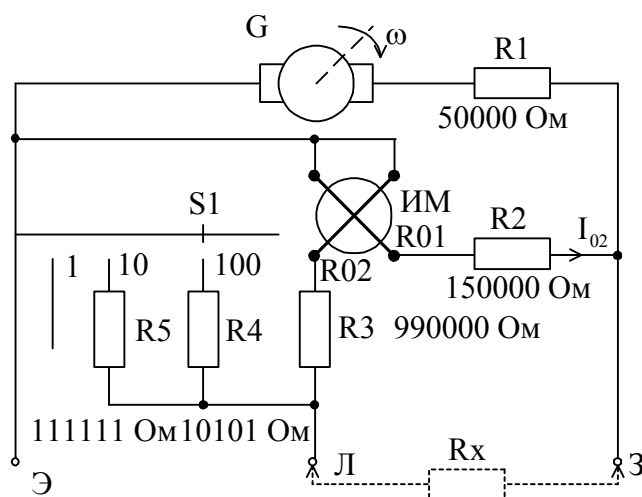 G ω R1
50000 Ом
S1 ИМ R2 I02
R01
1 10 100 R02 150000 Ом
R5 R4 R3 990000 Ом
111111 Ом 10101 Ом
Э Л Rx З